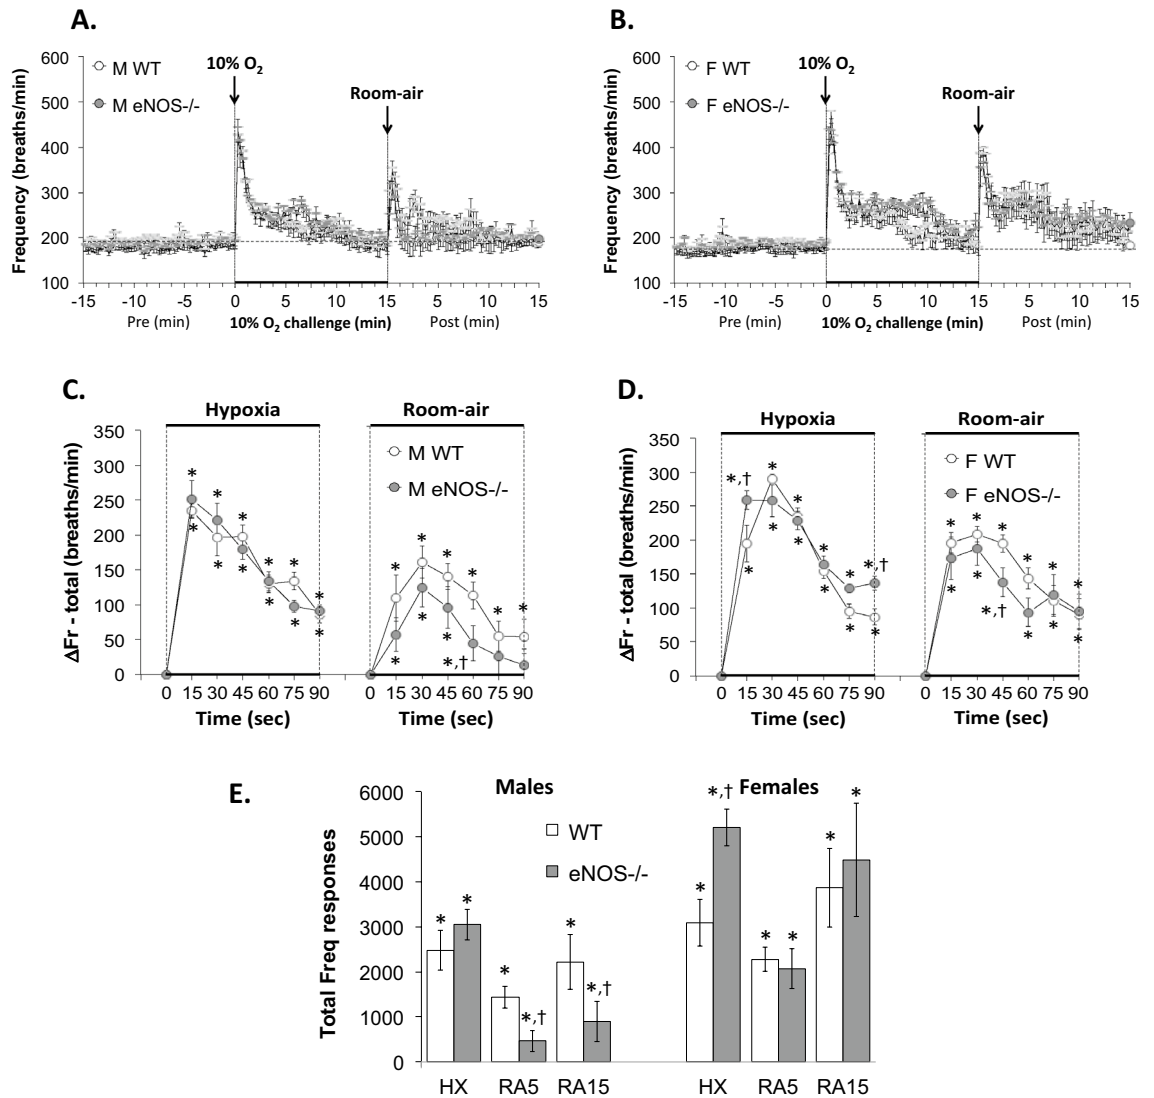 A.
600
500
400
300
200
100
Frequency (breaths/min)
M WT
M eNOS-/-
10% O2
Room-air
-15 -10 -5 0 5 10 15 5 10 15
Pre (min) 10% O2 challenge (min) Post (min)
B.
600
500
400
300
200
100
Frequency (breaths/min)
F WT
F eNOS-/-
10% O2
Room-air
-15 -10 -5 0 5 10 15 5 10 15
Pre (min) 10% O2 challenge (min) Post (min)
C.
Hypoxia Room-air
350
300
250
200
150
100
50
0
ΔFr - total (breaths/min)
M WT
M eNOS-/-
* * * * * * * * * * *
* * * * * * * * *,†
0 15 30 45 60 75 90 0 15 30 45 60 75 90
Time (sec) Time (sec)
D.
Hypoxia Room-air
350
300
250
200
150
100
50
0
ΔFr - total (breaths/min)
F WT
F eNOS-/-
*,† * * * * *,† * * * * * *
* * * * * * * *,† * * *
0 15 30 45 60 75 90 0 15 30 45 60 75 90
Time (sec) Time (sec)
E.
Males Females
6000
5000
4000
3000
2000
1000
0
Total Freq responses
WT
eNOS-/-
* * * *,† * *,† * *,† * * * *
HX RA5 RA15 HX RA5 RA15